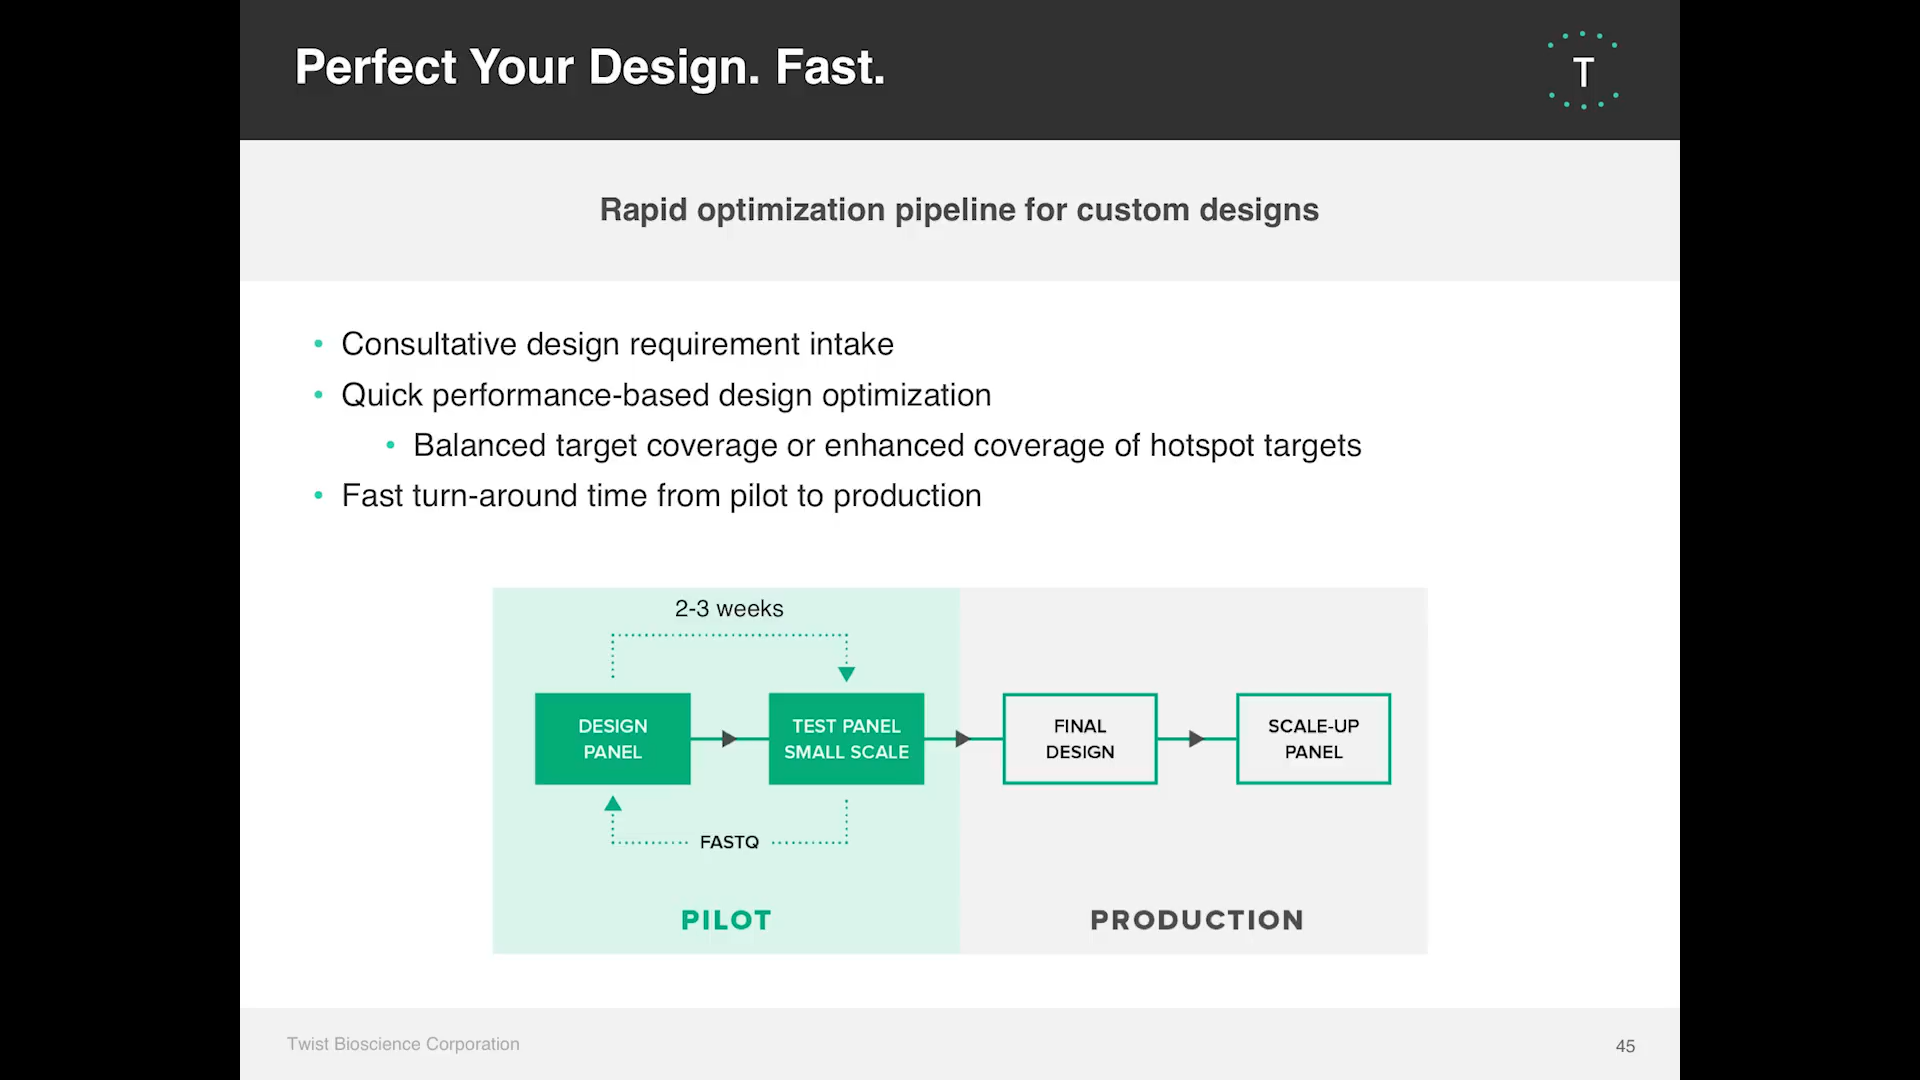 Perfect Your Design. Fast.
T
Rapid optimization pipeline for custom designs
• Consultative design requirement intake
• Quick performance-based design optimization
• Balanced target coverage or enhanced coverage of hotspot targets
• Fast turn-around time from pilot to production
2-3 weeks
DESIGN
PANEL
TEST PANEL
SMALL SCALE
FINAL
DESIGN
SCALE-UP
PANEL
FASTQ
PILOT
PRODUCTION
Twist Bioscience Corporation
45